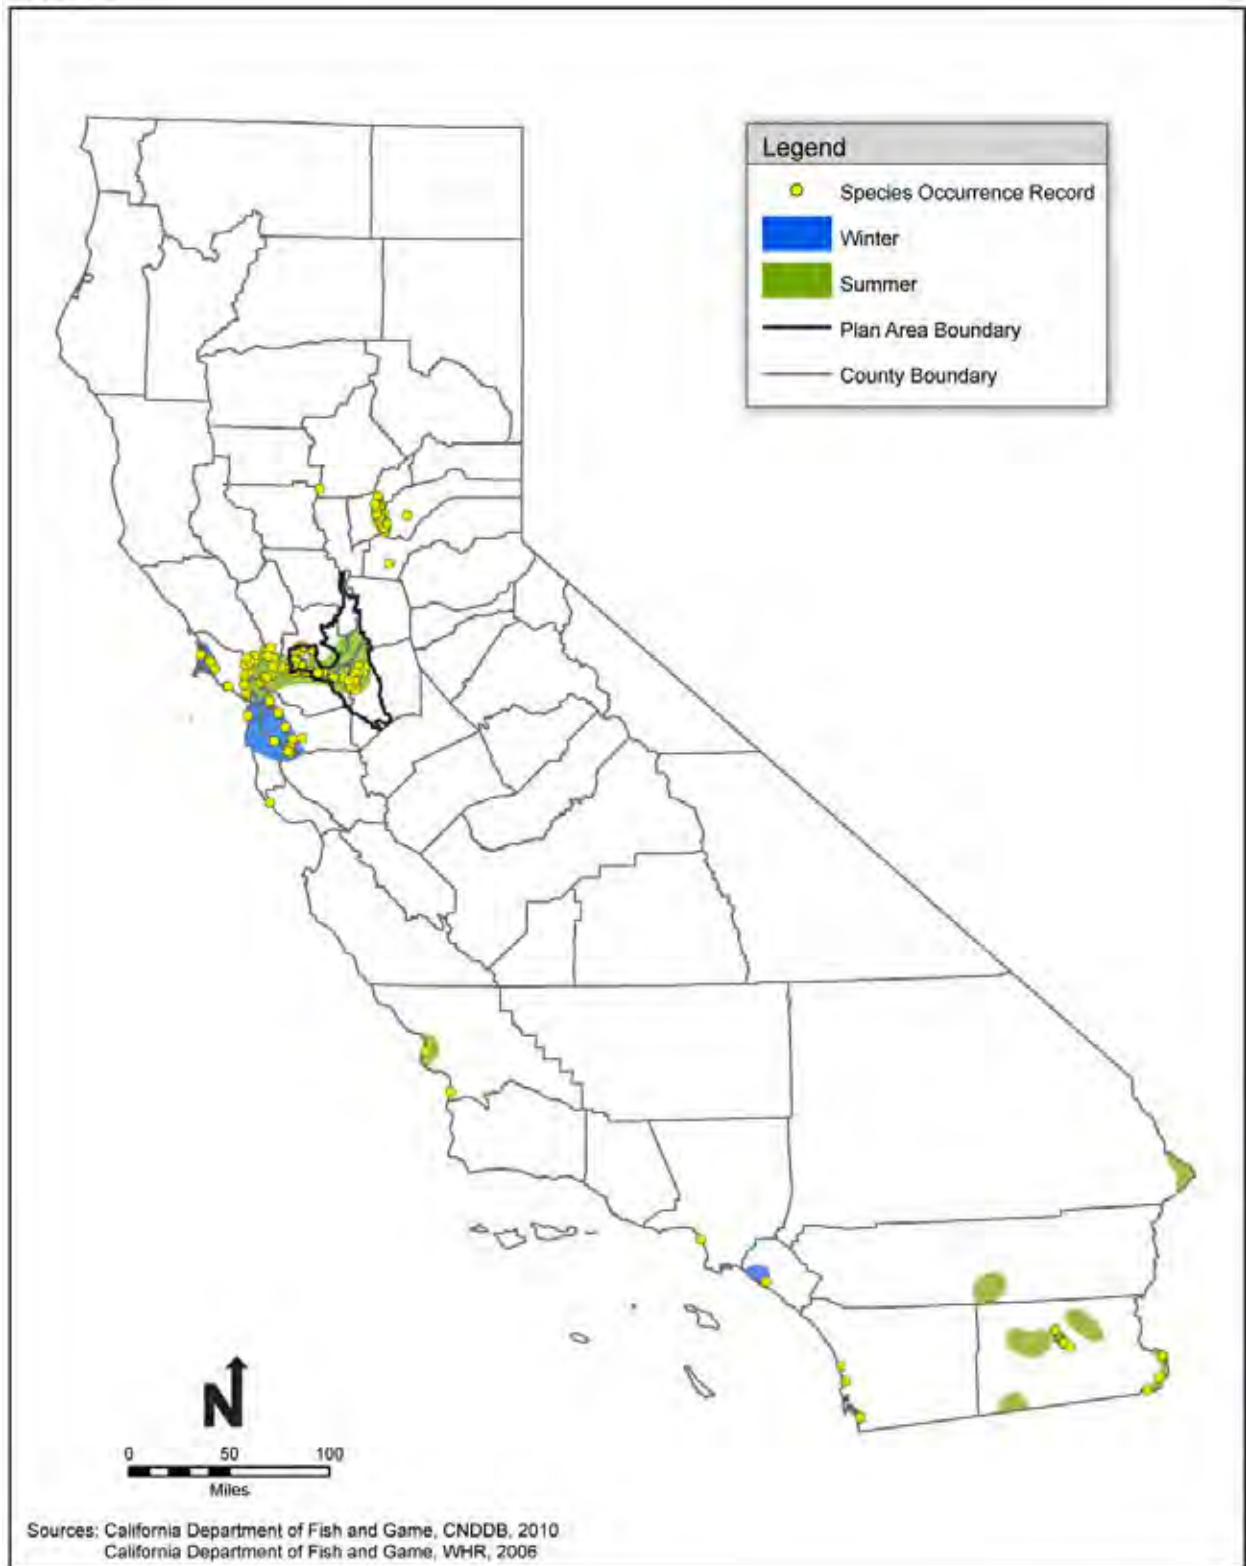 Legend
Species Occurrence Record
Winter
Summer
Plan Area Boundary
County Boundary
N
0 50 100
Miles
Sources: California Department of Fish and Game, CNDDB, 2010
California Department of Fish and Game, WHR, 2006